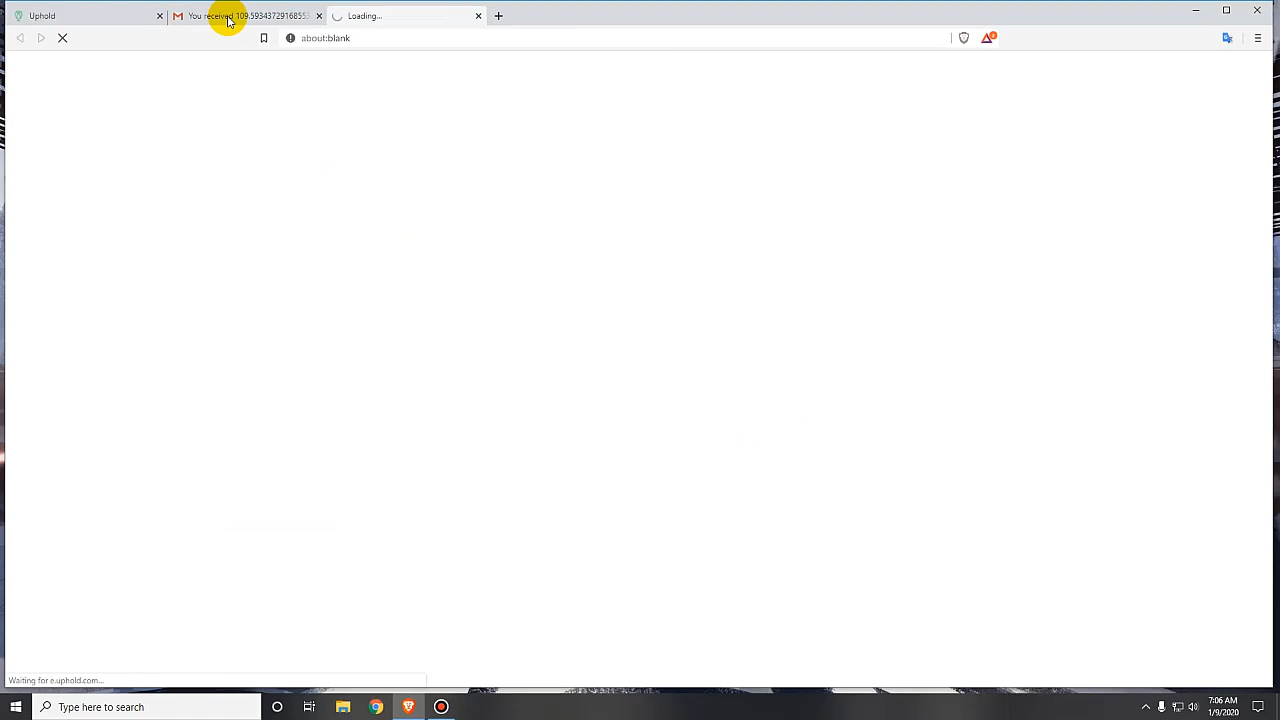 Uphold
You received 109.59343729168553
Loading...
about:blank
Waiting for e.uphold.com...
Type here to search
7:06 AM
1/9/2020